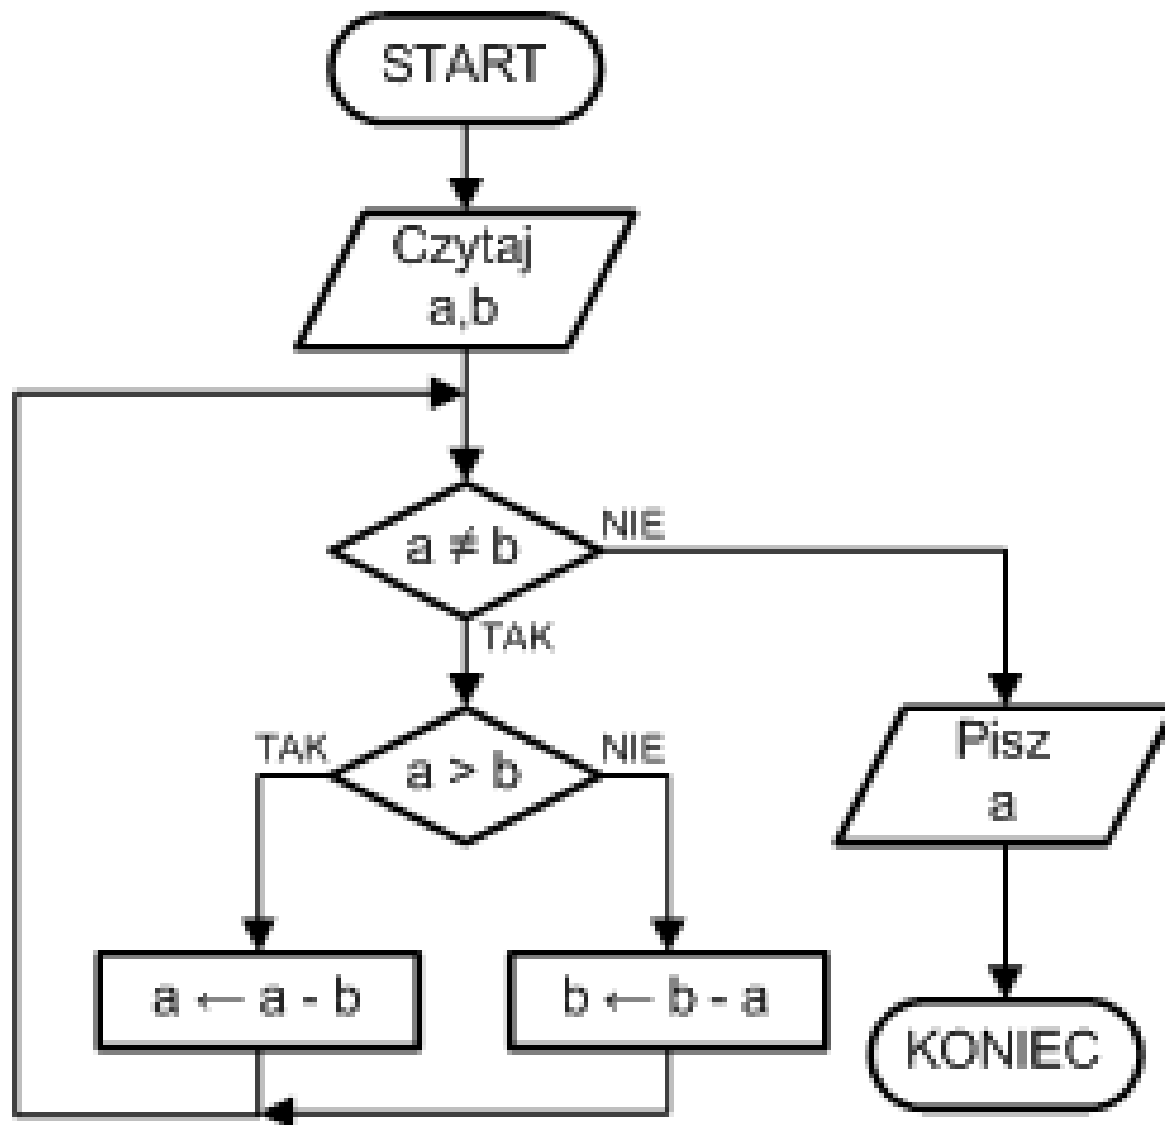 START
Czytaj
a,b
a ≠ b
NIE
TAK
a > b
TAK
NIE
a ← a - b
b ← b - a
Pisz
a
KONIEC